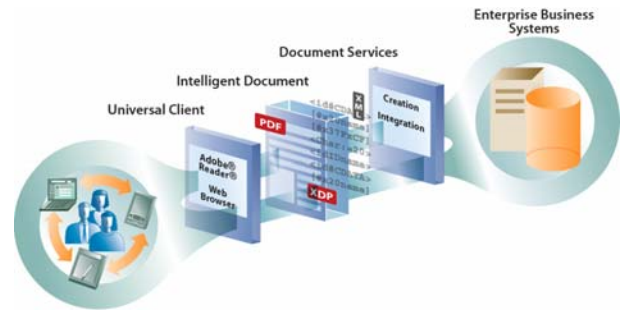 Enterprise Business
Systems
Document Services
Intelligent Document
Universal Client
PDF
XML
Creation
Integration
Adobe®
Reader®
Web
Browser
XDP